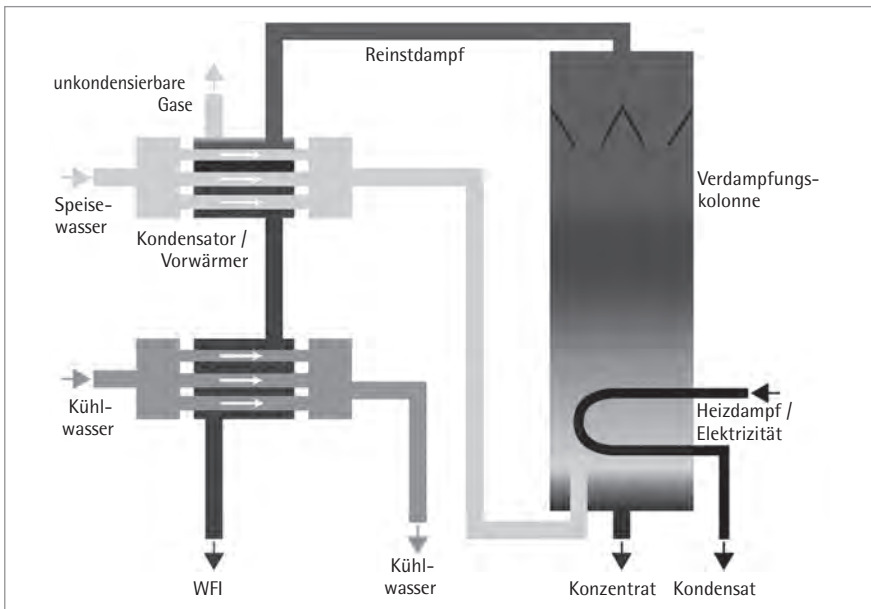 Reinstdampf
unkondensierbare
Gase
Speise-
wasser
Kondensator /
Vorwärmer
Verdampfungs-
kolonne
Kühl-
wasser
Heizdampf /
Elektrizität
WFI
Kühl-
wasser
Konzentrat
Kondensat